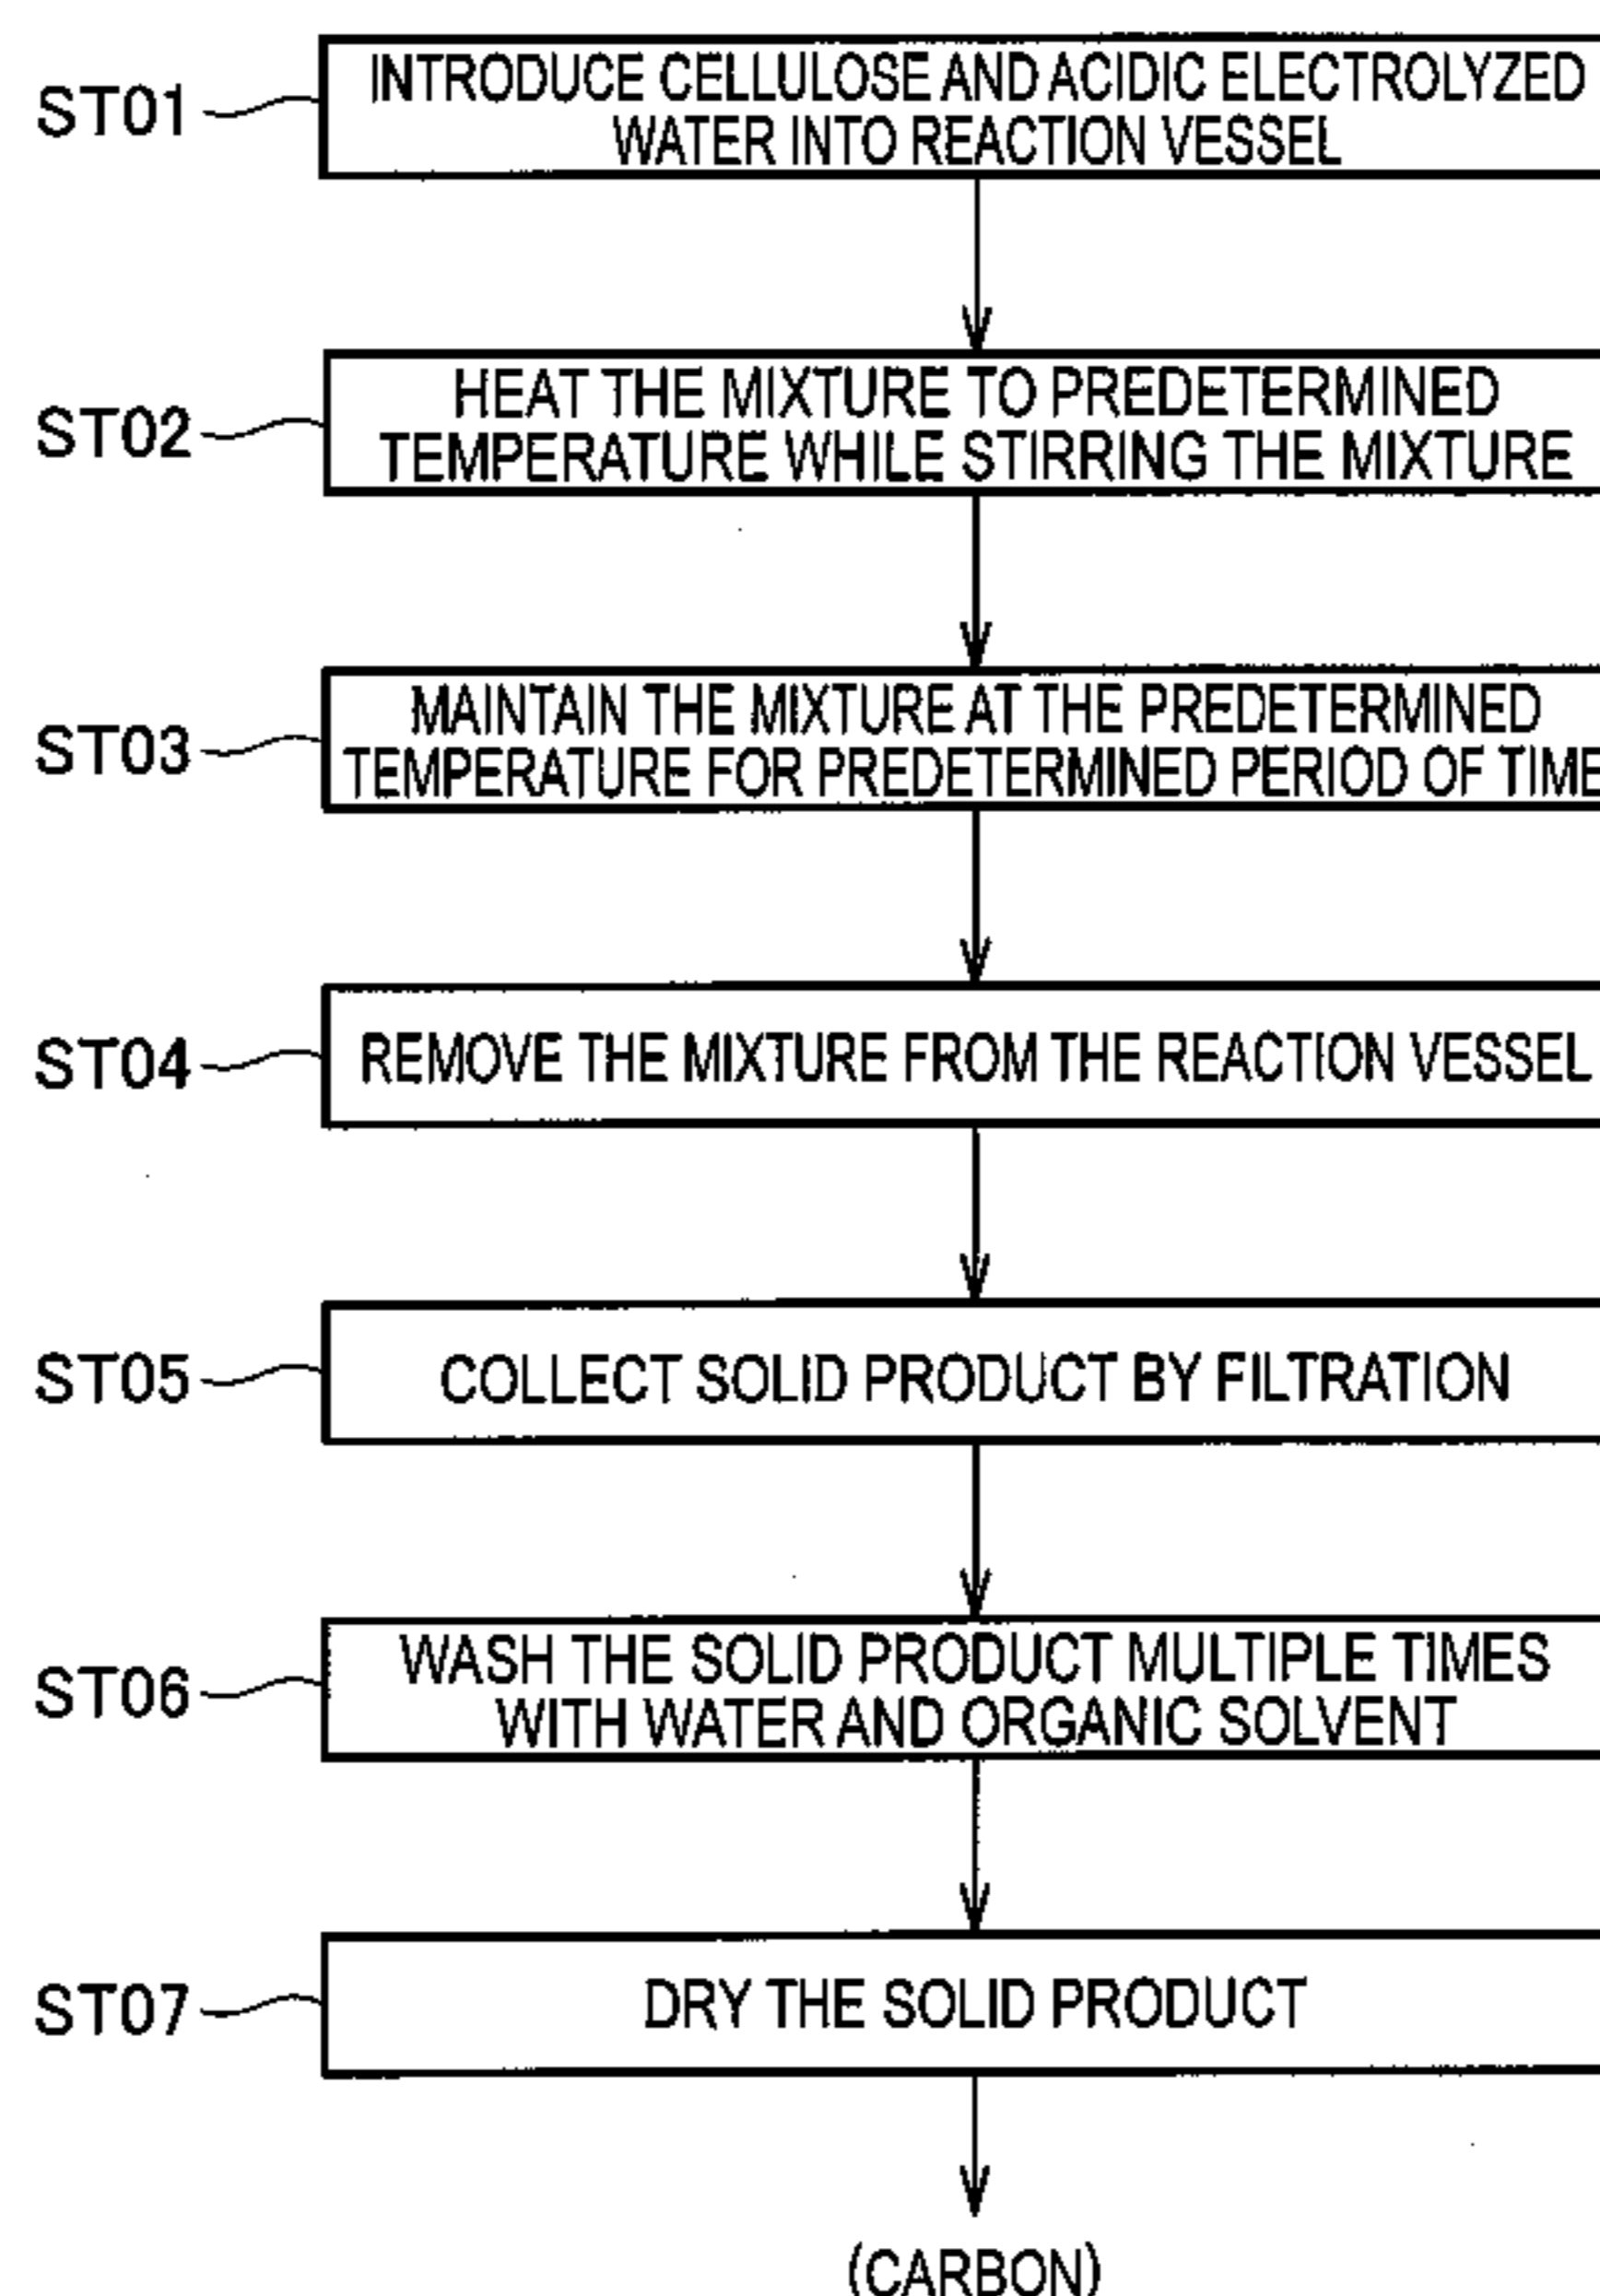 ST01
INTRODUCE CELLULOSE AND ACIDIC ELECTROLYZED
WATER INTO REACTION VESSEL
ST02
HEAT THE MIXTURE TO PREDETERMINED
TEMPERATURE WHILE STIRRING THE MIXTURE
ST03
MAINTAIN THE MIXTURE AT THE PREDETERMINED
TEMPERATURE FOR PREDETERMINED PERIOD OF TIME
ST04
REMOVE THE MIXTURE FROM THE REACTION VESSEL
ST05
COLLECT SOLID PRODUCT BY FILTRATION
ST06
WASH THE SOLID PRODUCT MULTIPLE TIMES
WITH WATER AND ORGANIC SOLVENT
ST07
DRY THE SOLID PRODUCT
(CARBON)